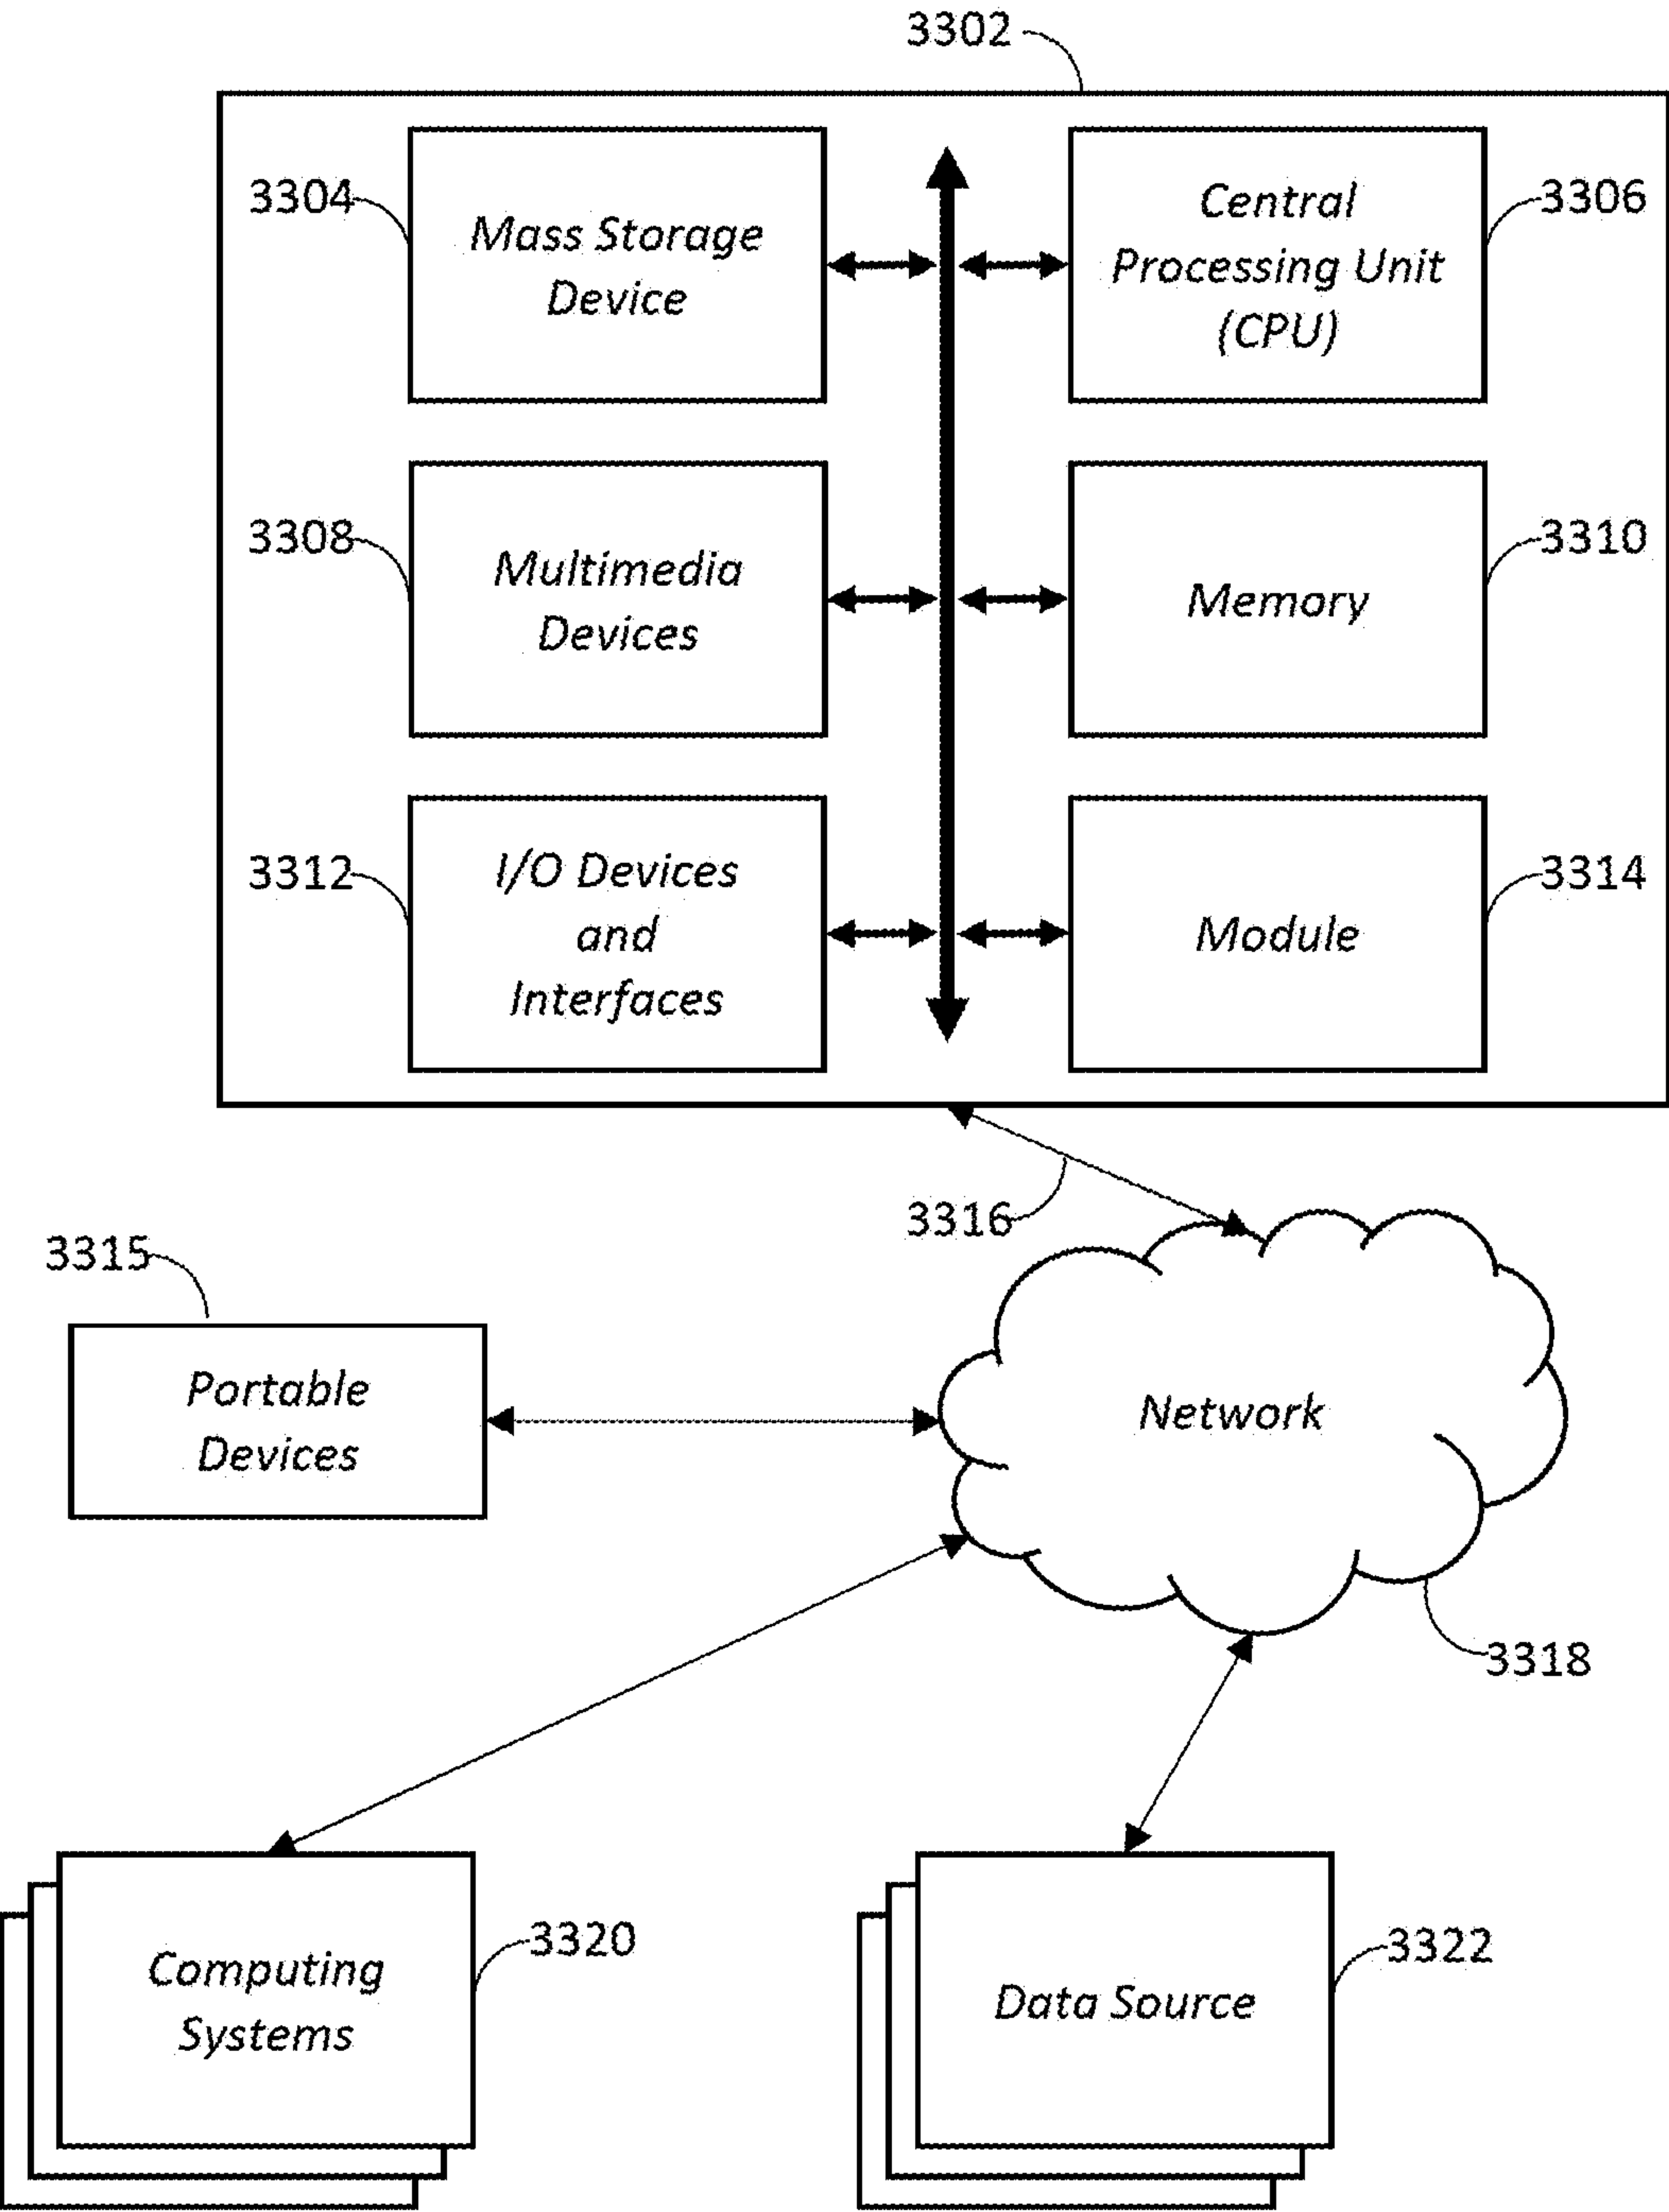 3302
3304
Mass Storage
Device
Central
Processing Unit
(CPU)
3306
3308
Multimedia
Devices
Memory
3310
3312
I/O Devices
and
Interfaces
Module
3314
3316
3315
Portable
Devices
Network
3318
Computing
Systems
3320
Data Source
3322